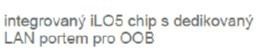 integrovaný iLO5 chip s dedikovaný
LAN portem pro OOB